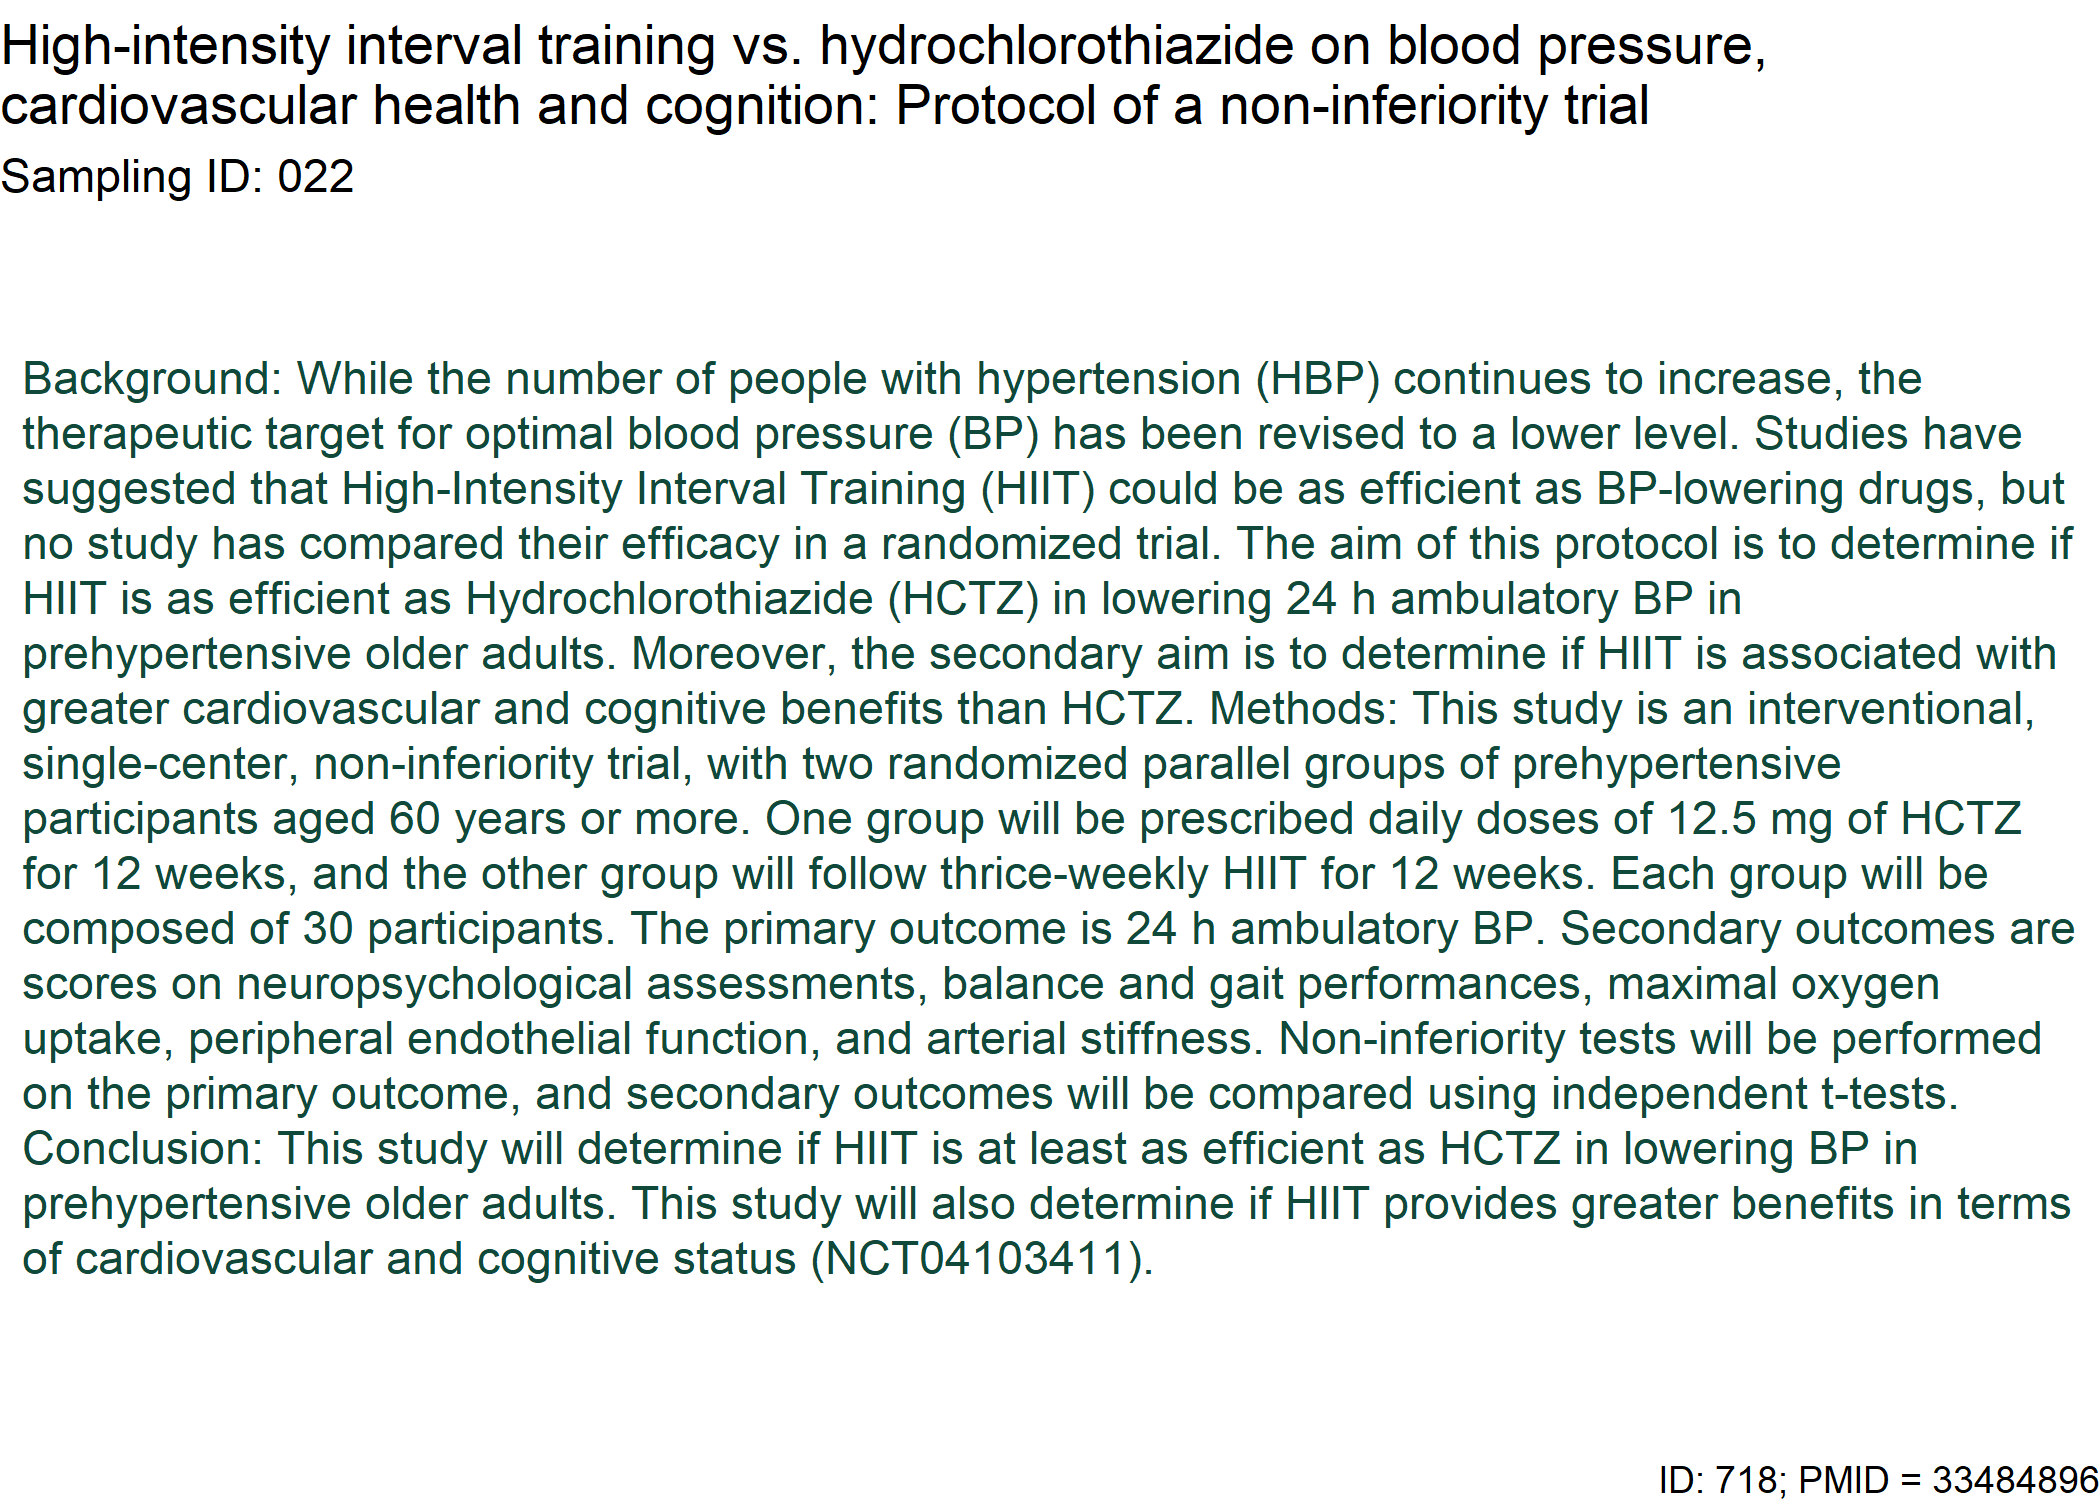 High-intensity interval training vs. hydrochlorothiazide on blood pressure,
cardiovascular health and cognition: Protocol of a non-inferiority trial
Sampling ID: 022
Background: While the number of people with hypertension (HBP) continues to increase, the
therapeutic target for optimal blood pressure (BP) has been revised to a lower level. Studies have
suggested that High-Intensity Interval Training (HIIT) could be as efficient as BP-lowering drugs, but
no study has compared their efficacy in a randomized trial. The aim of this protocol is to determine if
HIIT is as efficient as Hydrochlorothiazide (HCTZ) in lowering 24 h ambulatory BP in
prehypertensive older adults. Moreover, the secondary aim is to determine if HIIT is associated with
greater cardiovascular and cognitive benefits than HCTZ. Methods: This study is an interventional,
single-center, non-inferiority trial, with two randomized parallel groups of prehypertensive
participants aged 60 years or more. One group will be prescribed daily doses of 12.5 mg of HCTZ
for 12 weeks, and the other group will follow thrice-weekly HIIT for 12 weeks. Each group will be
composed of 30 participants. The primary outcome is 24 h ambulatory BP. Secondary outcomes are
scores on neuropsychological assessments, balance and gait performances, maximal oxygen
uptake, peripheral endothelial function, and arterial stiffness. Non-inferiority tests will be performed
on the primary outcome, and secondary outcomes will be compared using independent t-tests.
Conclusion: This study will determine if HIIT is at least as efficient as HCTZ in lowering BP in
prehypertensive older adults. This study will also determine if HIIT provides greater benefits in terms
of cardiovascular and cognitive status (NCT04103411).
ID: 718; PMID = 33484896